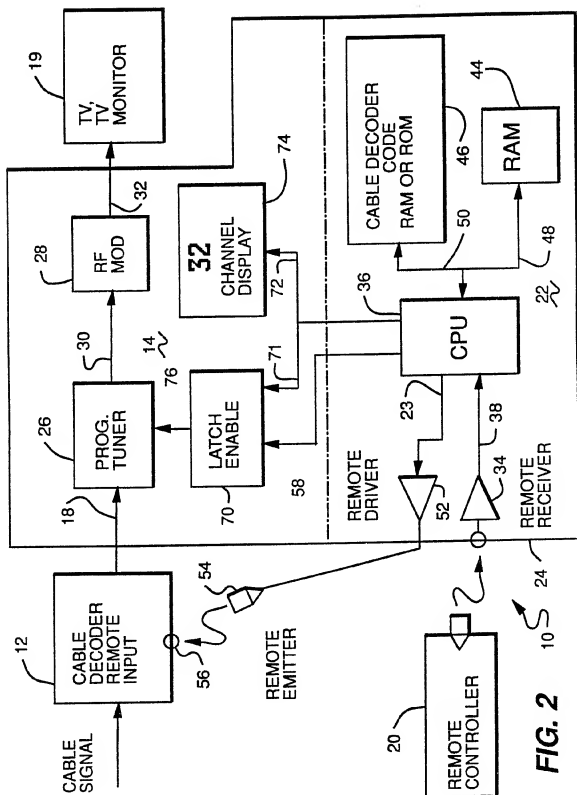 CABLE
SIGNAL
12
CABLE
DECODER
REMOTE
INPUT
56
54
REMOTE
EMITTER
18
26
PROG.
TUNER
30
28
RF
MOD
32
19
TV,
TV
MONITOR
14
76
70
LATCH
ENABLE
58
71
72
32
CHANNEL
DISPLAY
74
REMOTE
DRIVER
52
23
36
CPU
50
CABLE DECODER
CODE
RAM OR ROM
46
44
RAM
48
22
38
34
REMOTE
RECEIVER
24
10
20
REMOTE
CONTROLLER
FIG. 2